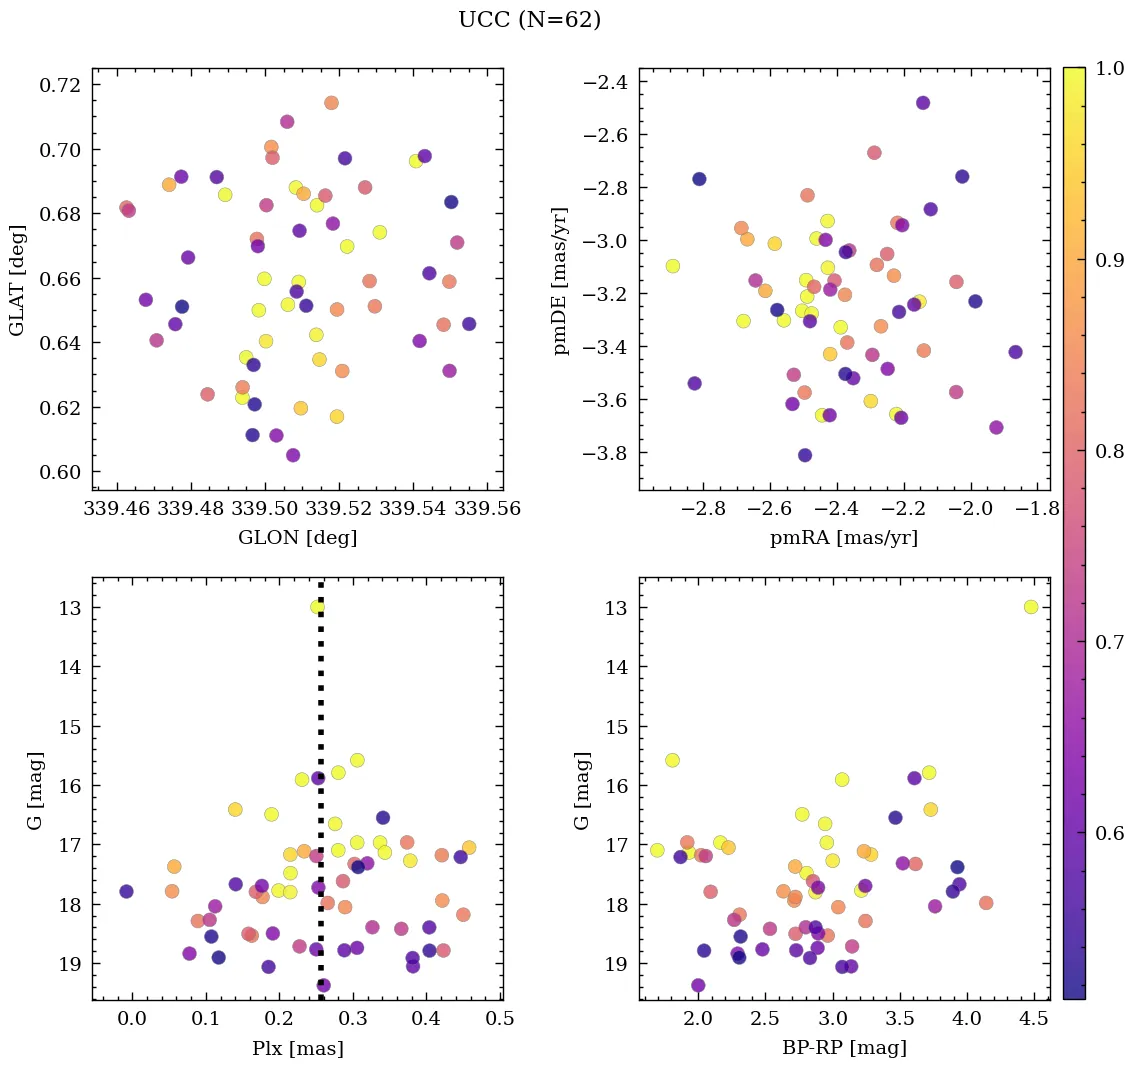 UCC (N=62)
0.72
0.70
0.68
0.66
0.64
0.62
0.60
GLAT [deg]
339.46 339.48 339.50 339.52 339.54 339.56
GLON [deg]
−2.4
−2.6
−2.8
−3.0
−3.2
−3.4
−3.6
−3.8
pmDE [mas/yr]
−2.8 −2.6 −2.4 −2.2 −2.0 −1.8
pmRA [mas/yr]
1.0
0.9
0.8
0.7
0.6
13
14
15
16
17
18
19
G [mag]
0.0 0.1 0.2 0.3 0.4 0.5
Plx [mas]
13
14
15
16
17
18
19
G [mag]
2.0 2.5 3.0 3.5 4.0 4.5
BP-RP [mag]